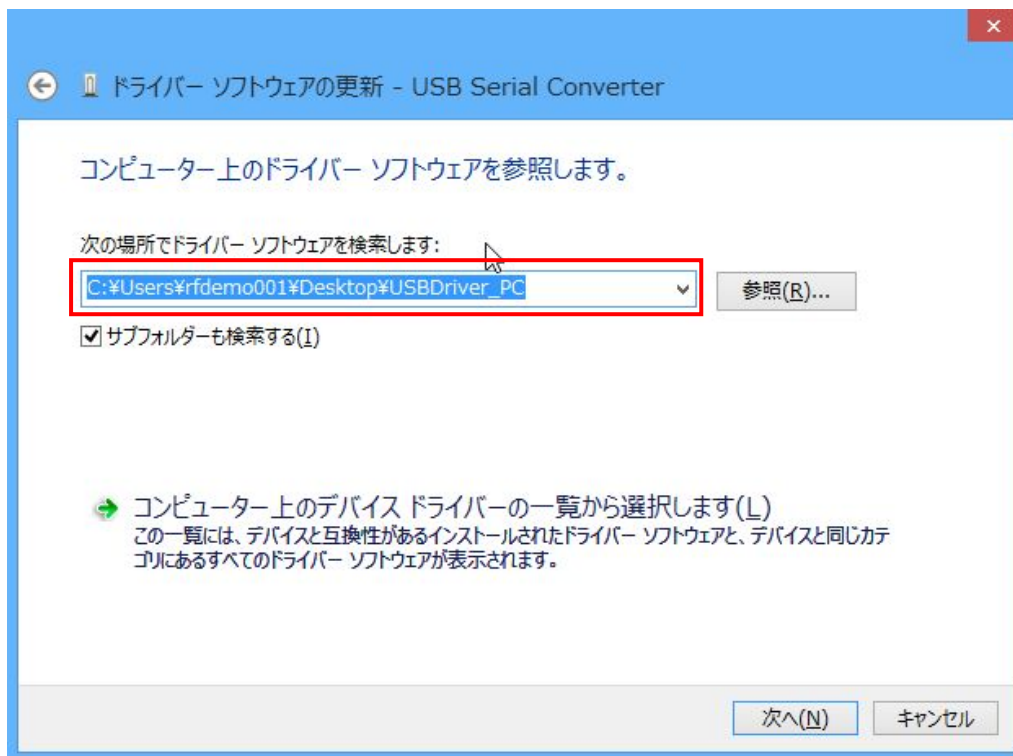 ドライバー ソフトウェアの更新 - USB Serial Converter
コンピューター上のドライバー ソフトウェアを参照します。
次の場所でドライバー ソフトウェアを検索します:
C:¥Users¥rfdemo001¥Desktop¥USBDriver_PC
参照(R)...
サブフォルダーも検索する(I)
コンピューター上のデバイス ドライバーの一覧から選択します(L)
この一覧には、デバイスと互換性があるインストールされたドライバー ソフトウェアと、デバイスと同じカテ
ゴリにあるすべてのドライバー ソフトウェアが表示されます。
次へ(N)
キャンセル